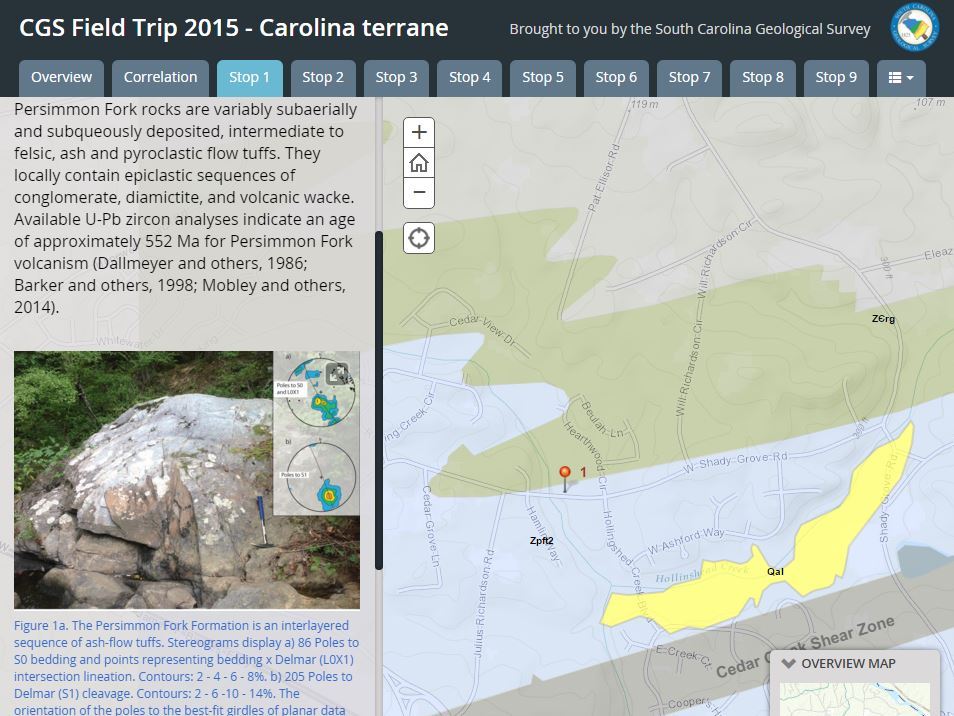 CGS Field Trip 2015 - Carolina terrane
Brought to you by the South Carolina Geological Survey
Overview
Correlation
Stop 1
Stop 2
Stop 3
Stop 4
Stop 5
Stop 6
Stop 7
Stop 8
Stop 9
Persimmon Fork rocks are variably subaerially
and subqueously deposited, intermediate to
felsic, ash and pyroclastic flow tuffs. They
locally contain epiclastic sequences of
conglomerate, diamictite, and volcanic wacke.
Available U-Pb zircon analyses indicate an age
of approximately 552 Ma for Persimmon Fork
volcanism (Dallmeyer and others, 1986;
Barker and others, 1998; Mobley and others,
2014).
a)
Poles to S0
and L0X1
b)
Poles to S1
Figure 1a. The Persimmon Fork Formation is an interlayered
sequence of ash-flow tuffs. Stereograms display a) 86 Poles to
S0 bedding and points representing bedding x Delmar (L0X1)
intersection lineation. Contours: 2 - 4 - 6 - 8%. b) 205 Poles to
Delmar (S1) cleavage. Contours: 2 - 6 -10 - 14%. The
orientation of the poles to the best-fit girdles of planar data
+
−
119 m
107 m
Pat Ellisor Rd
Will Richardson Cir
Eleaz
300 ft
ZЄrg
Cedar View Dr
Will Richardson Cir
ing Creek Cir
Beulah Ln
Hearthwood Cir
W Shady Grove Rd
1
Cedar Grove Ln
Hamlin Way
Zpft2
Hollingshed Creek Blvd
W Ashford Way
Shady Grove Rd
Hollinshead Creek
Qal
Julius Richardson Rd
E Creek Ct
Coopers
Cedar Creek Shear Zone
OVERVIEW MAP